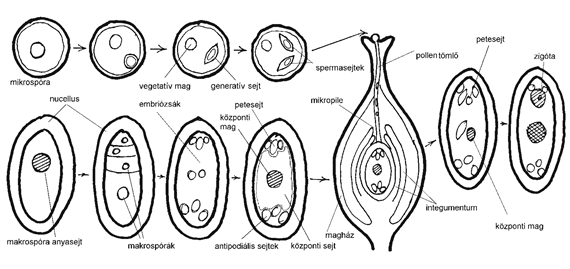 mikrospóra
vegetatív mag
generatív sejt
spermasejtek
pollentömlő
petesejt
zigóta
nucellus
embriózsák
petesejt
központi
mag
mikropile
makrospóra anyasejt
makrospórák
antipodiális sejtek
központi sejt
magház
integumentum
központi mag